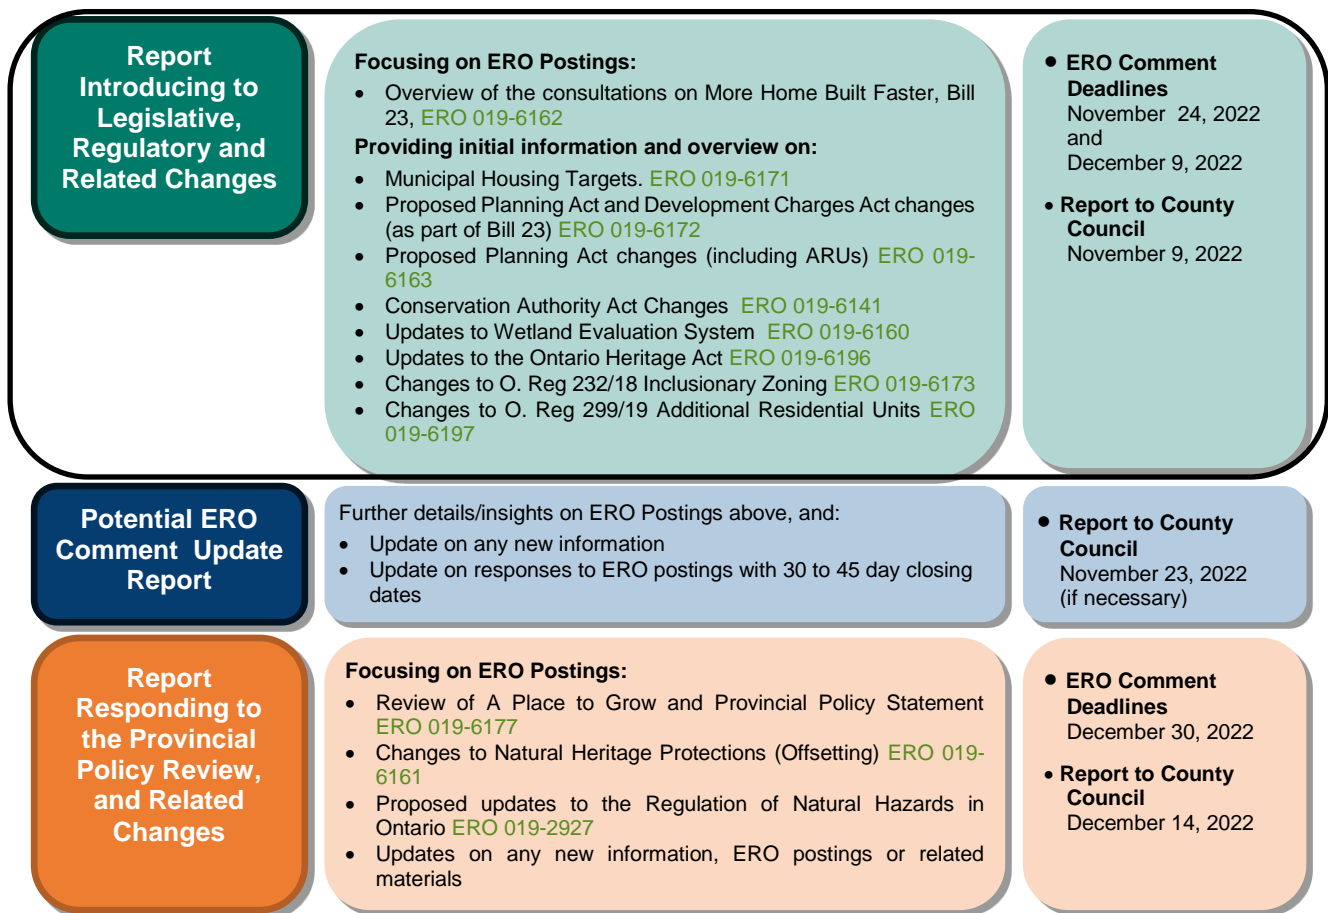 Report
Introducing to
Legislative,
Regulatory and
Related Changes
Focusing on ERO Postings:
• Overview of the consultations on More Home Built Faster, Bill
23, ERO 019-6162
Providing initial information and overview on:
• Municipal Housing Targets. ERO 019-6171
• Proposed Planning Act and Development Charges Act changes
(as part of Bill 23) ERO 019-6172
• Proposed Planning Act changes (including ARUs) ERO 019-
6163
• Conservation Authority Act Changes ERO 019-6141
• Updates to Wetland Evaluation System ERO 019-6160
• Updates to the Ontario Heritage Act ERO 019-6196
• Changes to O. Reg 232/18 Inclusionary Zoning ERO 019-6173
• Changes to O. Reg 299/19 Additional Residential Units ERO
019-6197
• ERO Comment
Deadlines
November 24, 2022
and
December 9, 2022
• Report to County
Council
November 9, 2022
Potential ERO
Comment Update
Report
Further details/insights on ERO Postings above, and:
• Update on any new information
• Update on responses to ERO postings with 30 to 45 day closing
dates
• Report to County
Council
November 23, 2022
(if necessary)
Report
Responding to
the Provincial
Policy Review,
and Related
Changes
Focusing on ERO Postings:
• Review of A Place to Grow and Provincial Policy Statement
ERO 019-6177
• Changes to Natural Heritage Protections (Offsetting) ERO 019-
6161
• Proposed updates to the Regulation of Natural Hazards in
Ontario ERO 019-2927
• Updates on any new information, ERO postings or related
materials
• ERO Comment
Deadlines
December 30, 2022
• Report to County
Council
December 14, 2022